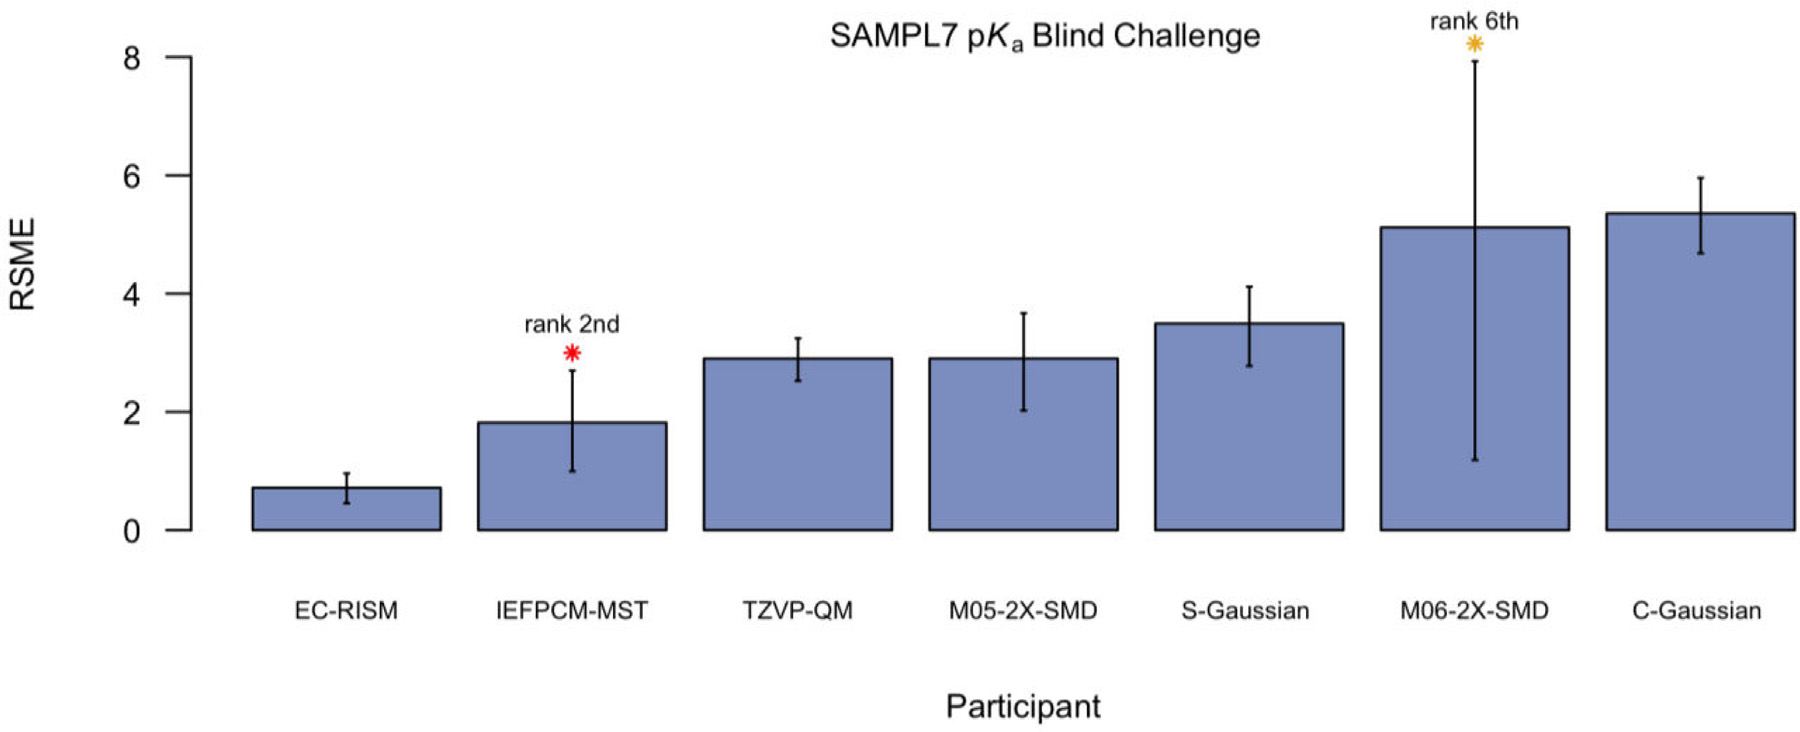 SAMPL7 pKa Blind Challenge
rank 6th
8
6
4
2
0
RSME
rank 2nd
EC-RISM IEFPCM-MST TZVP-QM M05-2X-SMD S-Gaussian M06-2X-SMD C-Gaussian
Participant